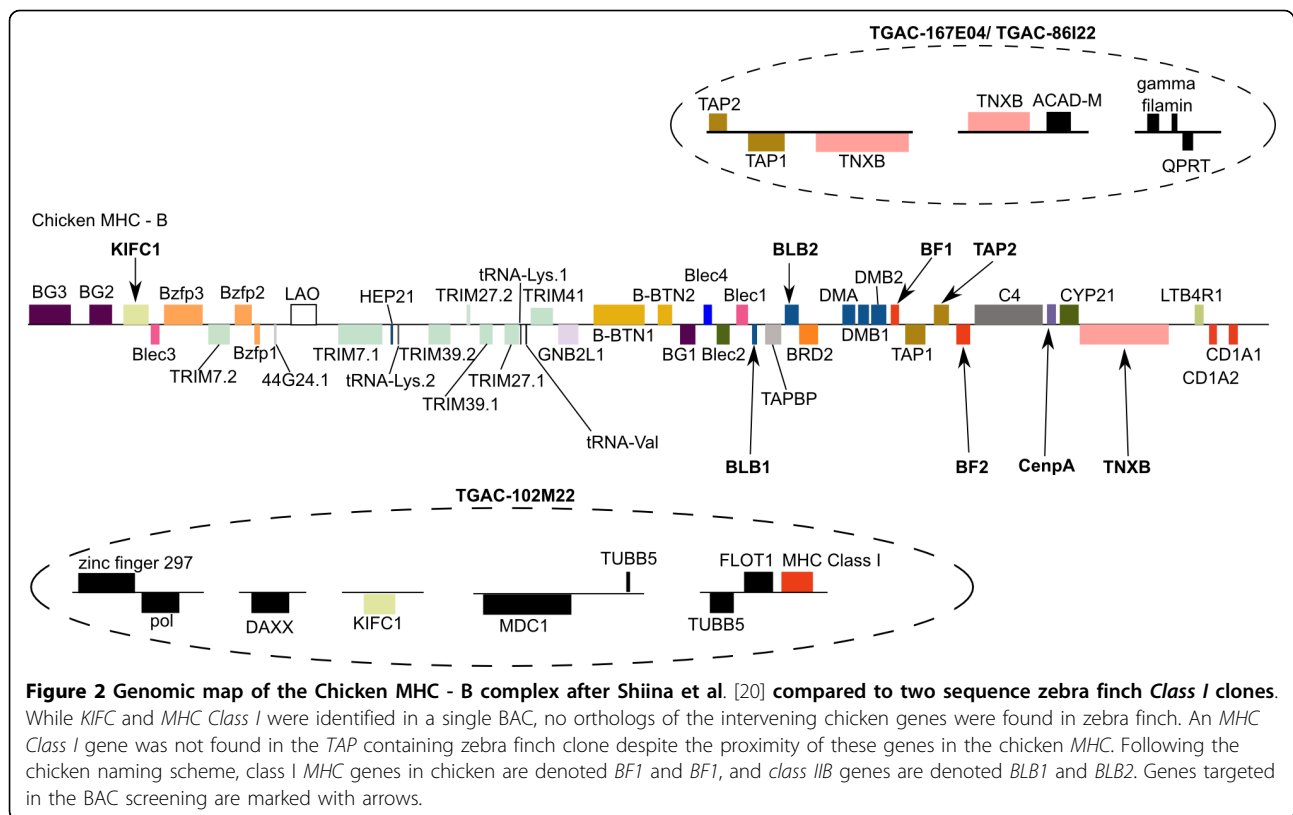 TGAC-167E04/ TGAC-86I22
TAP2
TNXB ACAD-M
gamma
filamin
TAP1
TNXB
QPRT
Chicken MHC - B
KIFC1
BLB2
BF1 TAP2
tRNA-Lys.1
Blec4
DMB2
BG3 BG2 Bzfp3 Bzfp2 LAO HEP21 TRIM27.2 TRIM41 B-BTN2 Blec1 DMA C4 CYP21 LTB4R1
Blec3 Bzfp1 TRIM7.1 TRIM39.2 GNB2L1 B-BTN1 BG1 Blec2 BRD2 DMB1 TAP1 CD1A1
TRIM7.2 44G24.1 tRNA-Lys.2 TRIM27.1 TAPBP CD1A2
TRIM39.1
tRNA-Val
BLB1 BF2 CenpA TNXB
TGAC-102M22
zinc finger 297 TUBB5 FLOT1 MHC Class I
pol DAXX KIFC1 MDC1 TUBB5
Figure 2 Genomic map of the Chicken MHC - B complex after Shiina et al. [20] compared to two sequence zebra finch Class I clones.
While KIFC and MHC Class I were identified in a single BAC, no orthologs of the intervening chicken genes were found in zebra finch. An MHC
Class I gene was not found in the TAP containing zebra finch clone despite the proximity of these genes in the chicken MHC. Following the
chicken naming scheme, class I MHC genes in chicken are denoted BF1 and BF1, and class IIB genes are denoted BLB1 and BLB2. Genes targeted
in the BAC screening are marked with arrows.